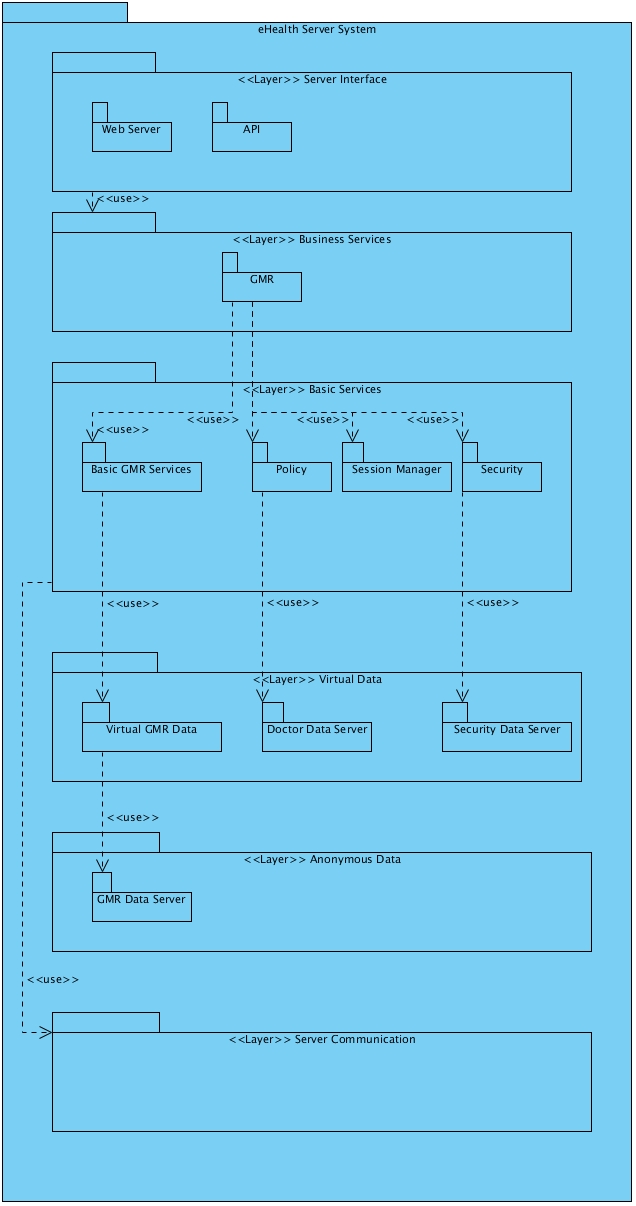 eHealth Server System
<<Layer>> Server Interface
Web Server
API
<<use>>
<<Layer>> Business Services
GMR
<<Layer>> Basic Services
<<use>>
<<use>>
<<use>>
<<use>>
Basic GMR Services
Policy
Session Manager
Security
<<use>>
<<use>>
<<use>>
<<Layer>> Virtual Data
Virtual GMR Data
Doctor Data Server
Security Data Server
<<use>>
<<Layer>> Anonymous Data
GMR Data Server
<<use>>
<<Layer>> Server Communication